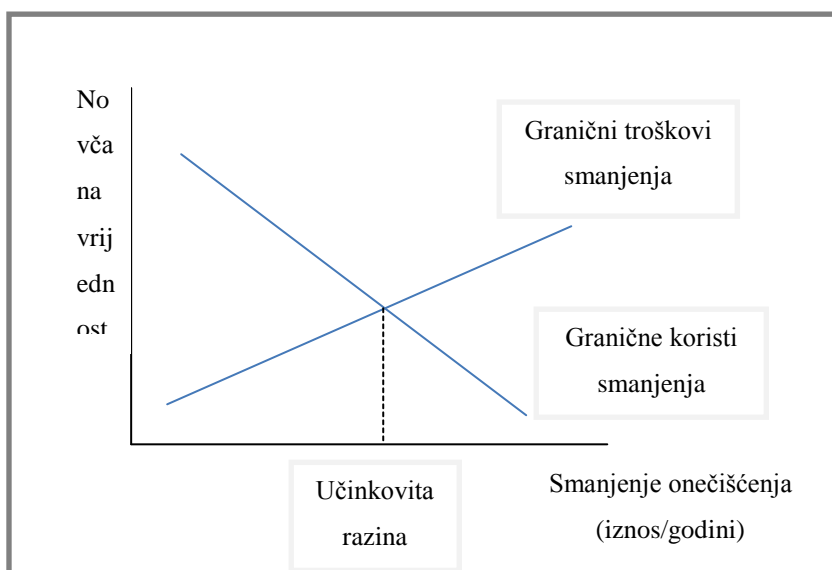 No
vča
na
vrij
edn
ost
Granični troškovi
smanjenja
Granične koristi
smanjenja
Učinkovita
razina
Smanjenje onečišćenja
(iznos/godini)